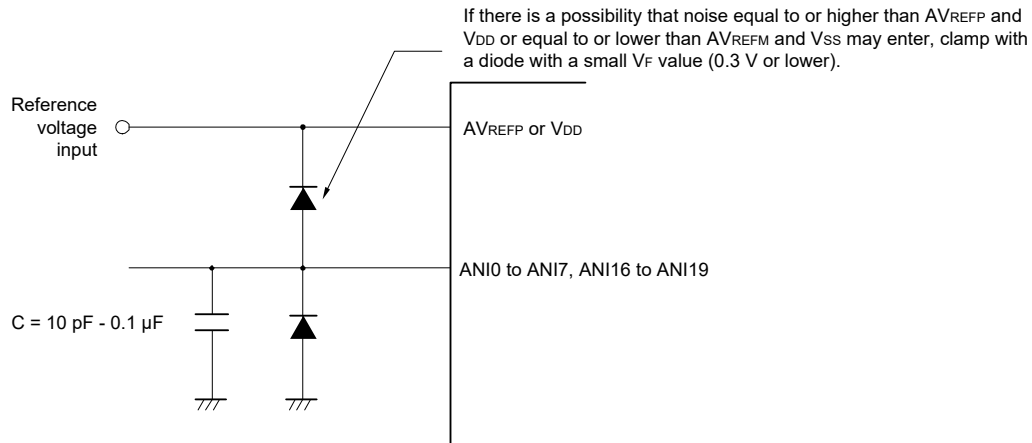 If there is a possibility that noise equal to or higher than AVREFP and
VDD or equal to or lower than AVREFM and VSS may enter, clamp with
a diode with a small VF value (0.3 V or lower).
Reference
voltage
input
AVREFP or VDD
ANI0 to ANI7, ANI16 to ANI19
C = 10 pF - 0.1 μF